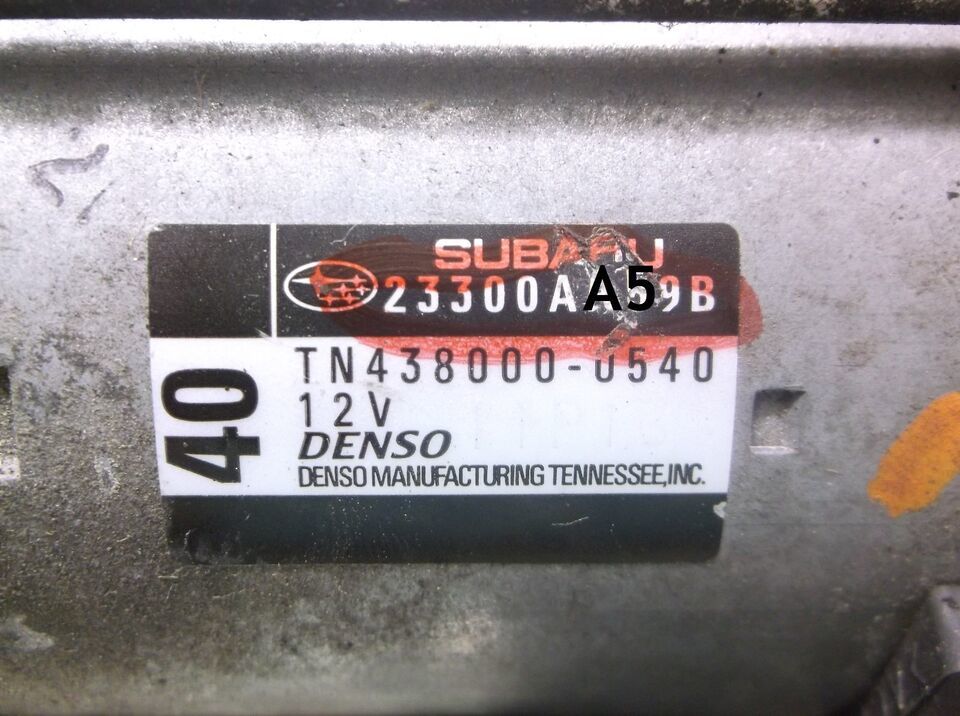 SUBARU
23300AA59B
TN438000-0540
12V
DENSO
DENSO MANUFACTURING TENNESSEE,INC.
40